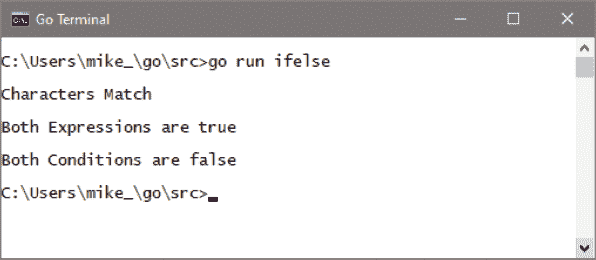 Go Terminal
C:\Users\mike_\go\src>go run ifelse
Characters Match
Both Expressions are true
Both Conditions are false
C:\Users\mike_\go\src>